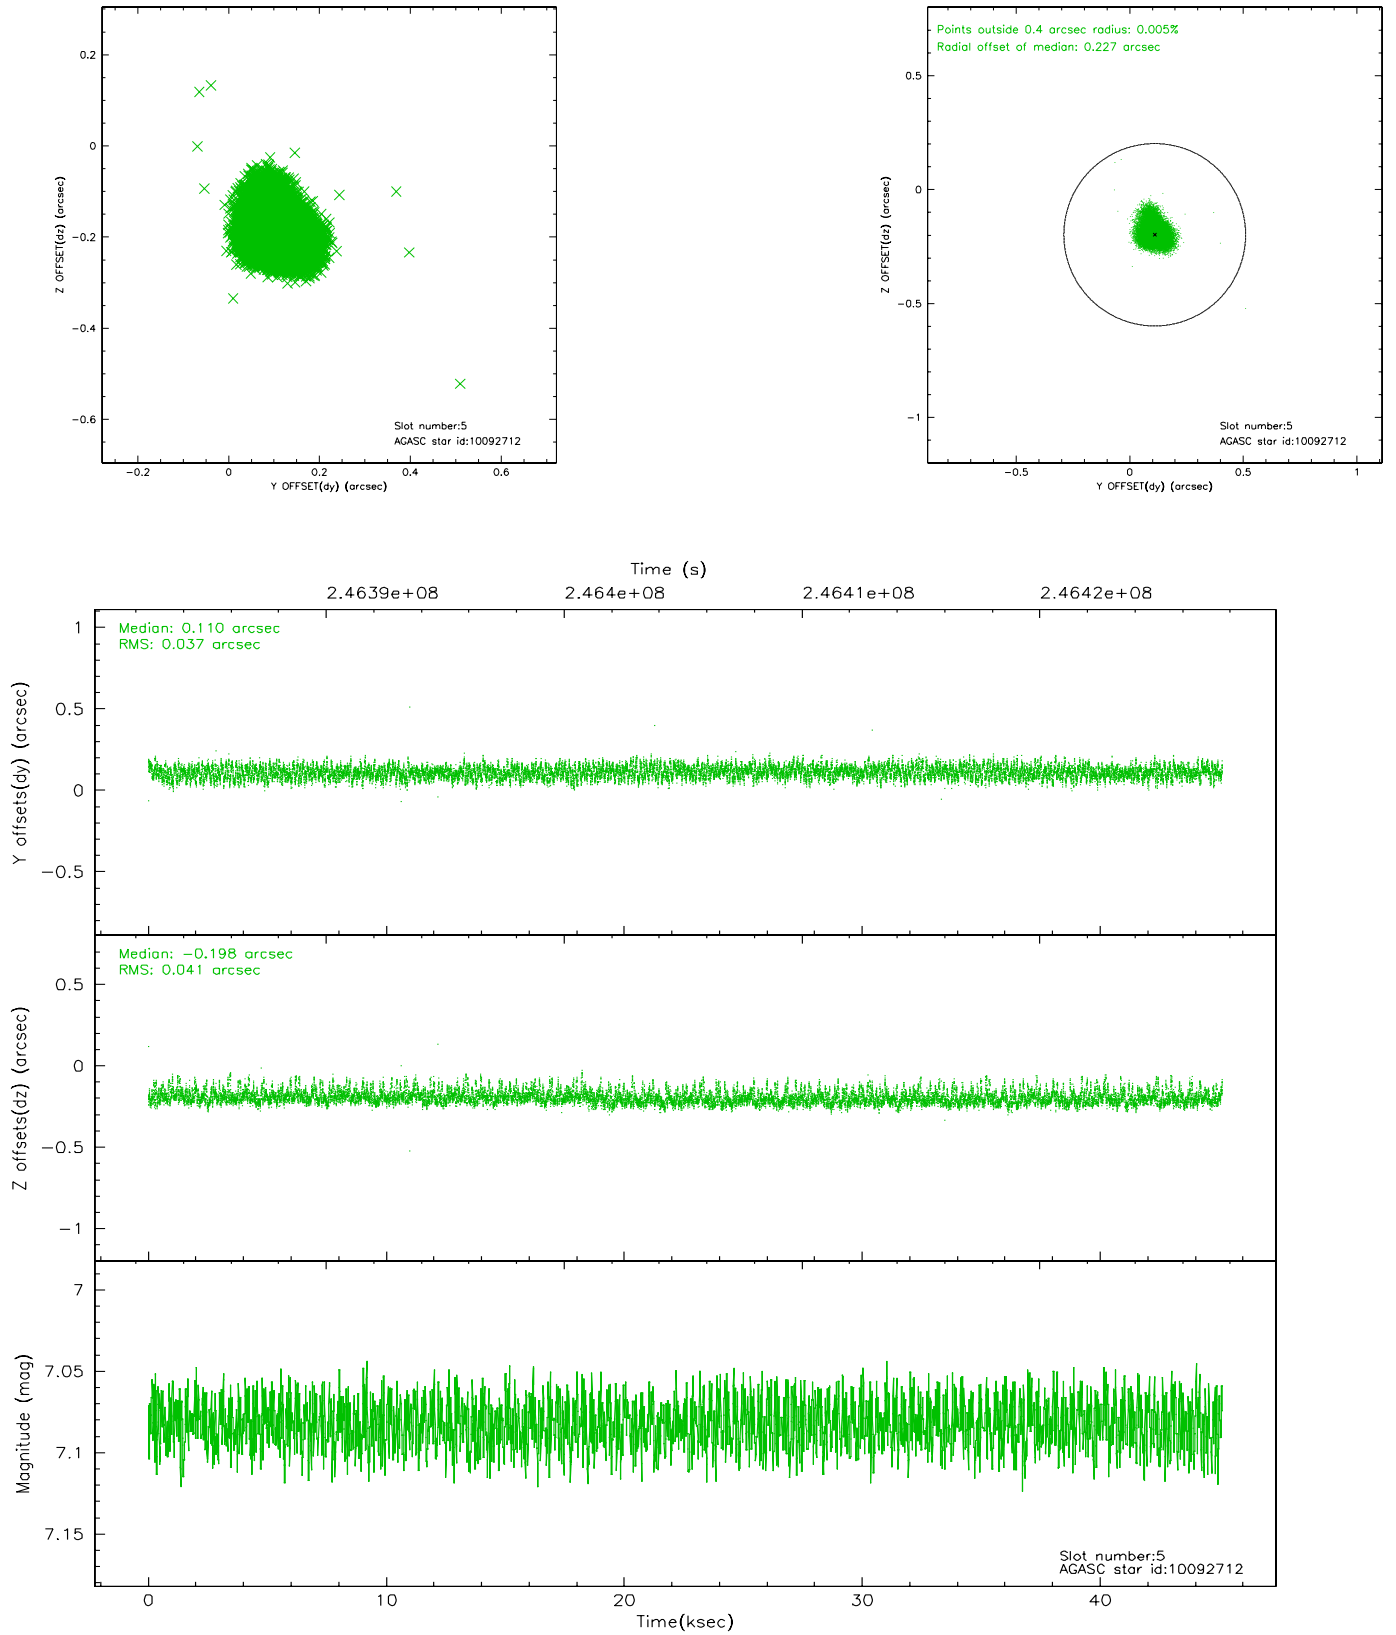 0.2
0
−0.2
−0.4
−0.6
Z OFFSET(dz) (arcsec)
Slot number:5
AGASC star id:10092712
−0.2 0 0.2 0.4 0.6
Y OFFSET(dy) (arcsec)
Points outside 0.4 arcsec radius: 0.005%
Radial offset of median: 0.227 arcsec
0.5
0
−0.5
−1
Z OFFSET(dz) (arcsec)
Slot number:5
AGASC star id:10092712
−0.5 0 0.5 1
Y OFFSET(dy) (arcsec)
Time (s)
2.4639e+08 2.464e+08 2.4641e+08 2.4642e+08
Median: 0.110 arcsec
RMS: 0.037 arcsec
1
0.5
0
−0.5
Y offsets(dy) (arcsec)
Median: −0.198 arcsec
RMS: 0.041 arcsec
0.5
0
−0.5
−1
Z offsets(dz) (arcsec)
7
7.05
7.1
7.15
Magnitude (mag)
Slot number:5
AGASC star id:10092712
0 10 20 30 40
Time(ksec)